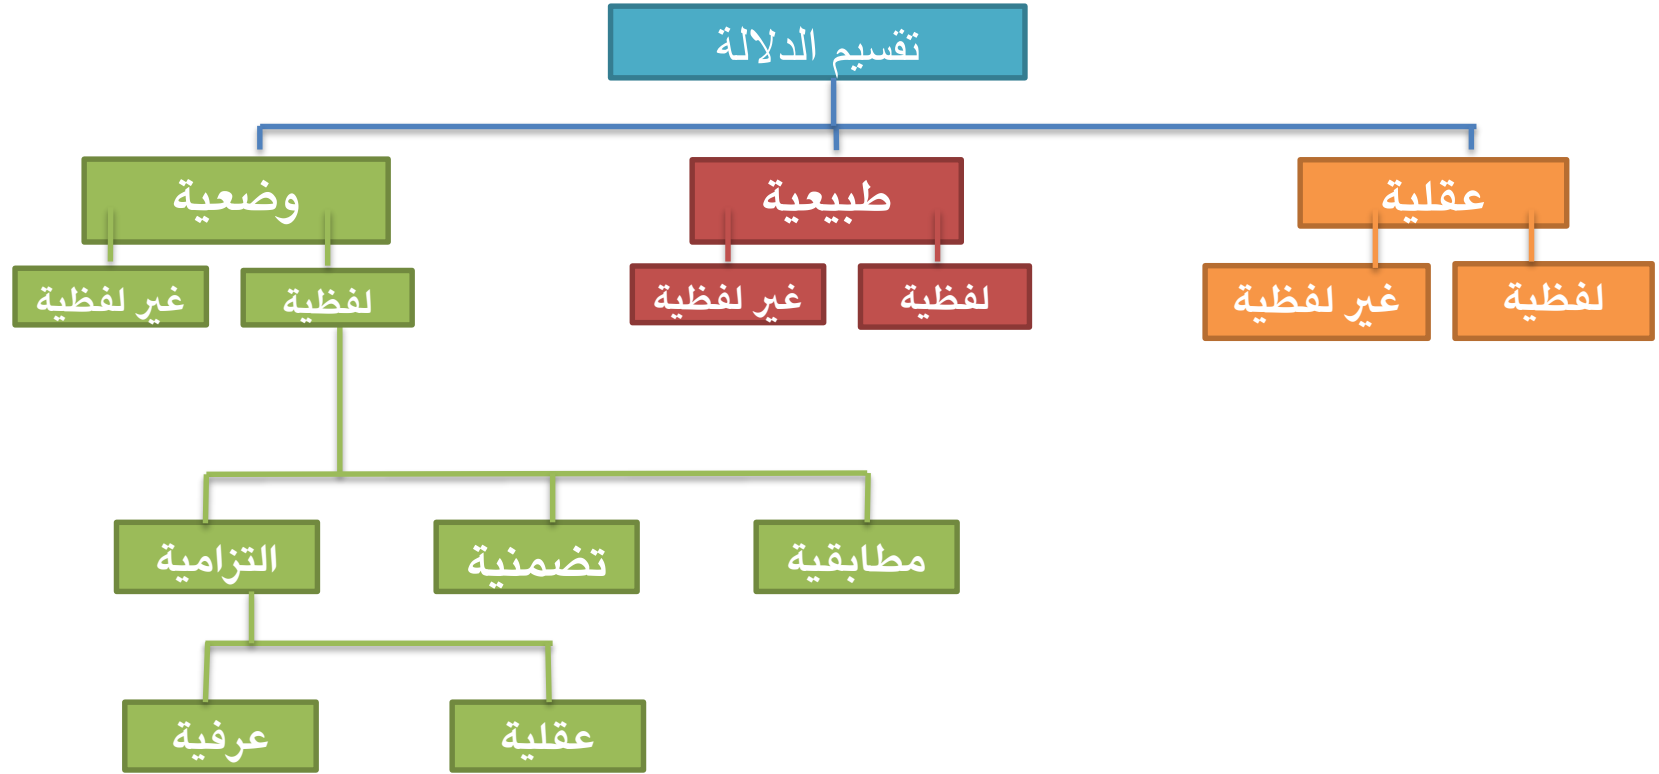 تقسيم الدلالة
عقلية
طبيعية
وضعية
لفظية
غير لفظية
لفظية
غير لفظية
لفظية
غير لفظية
مطابقية
تضمنية
التزامية
عقلية
عرفية